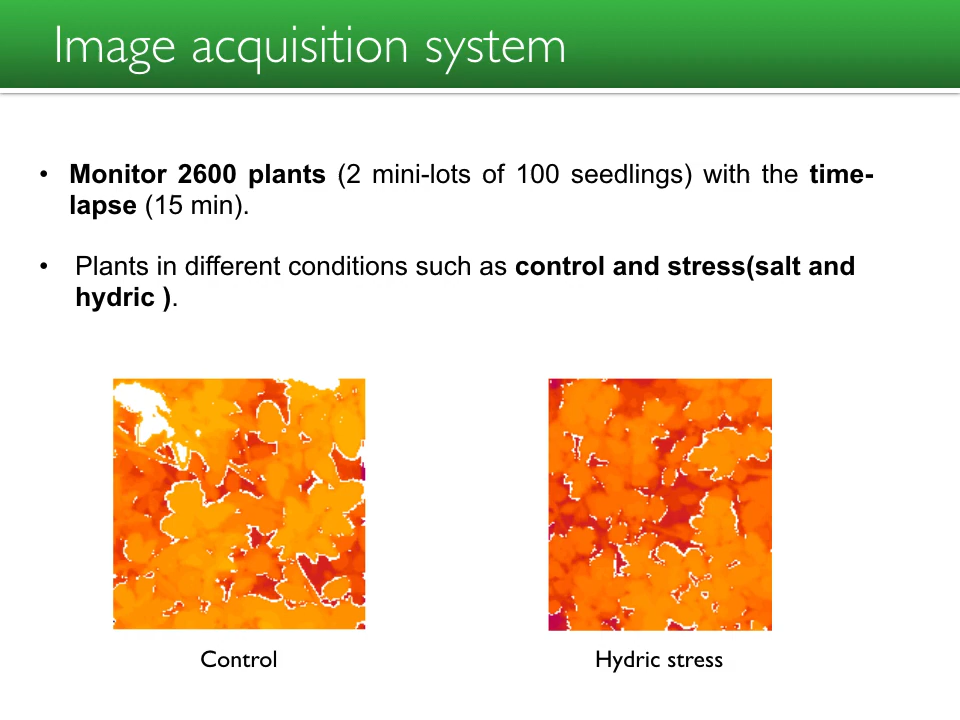 Image acquisition system
• Monitor 2600 plants (2 mini-lots of 100 seedlings) with the time-
lapse (15 min).
• Plants in different conditions such as control and stress(salt and
hydric ).
Control
Hydric stress